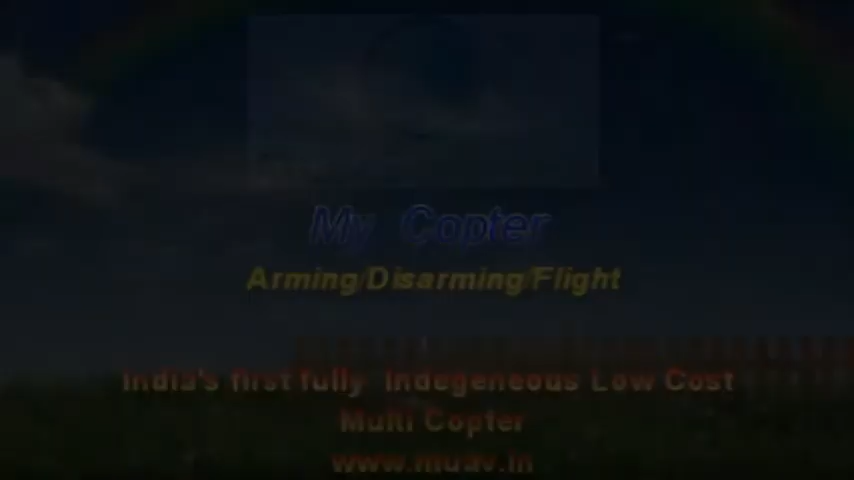 My Copter
Arming/Disarming/Flight
India's first fully Indegeneous Low Cost
Multi Copter
www.muav.in